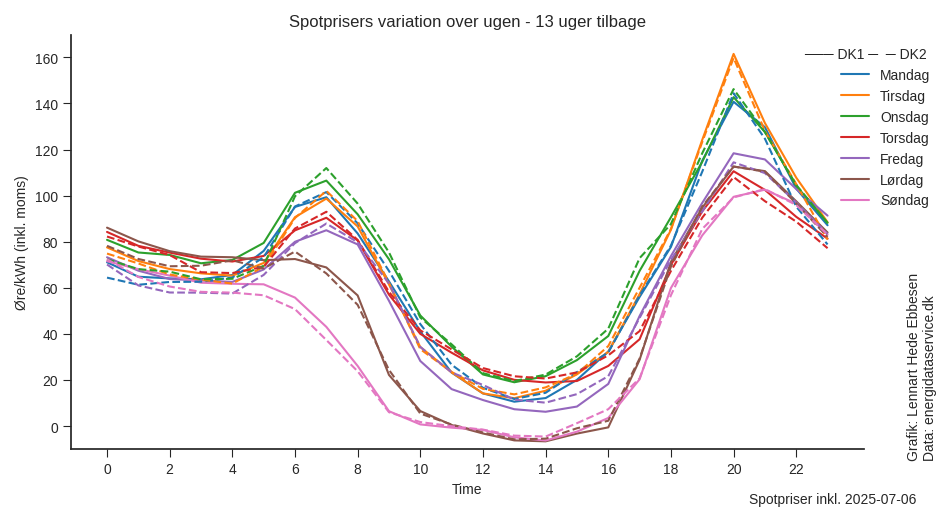 Spotprisers variation over ugen - 13 uger tilbage
DK1 DK2
Mandag
Tirsdag
Onsdag
Torsdag
Fredag
Lørdag
Søndag
Øre/kWh (inkl. moms)
160
140
120
100
80
60
40
20
0
0 2 4 6 8 10 12 14 16 18 20 22
Time
Grafik: Lennart Hede Ebbesen
Data: energidataservice.dk
Spotpriser inkl. 2025-07-06